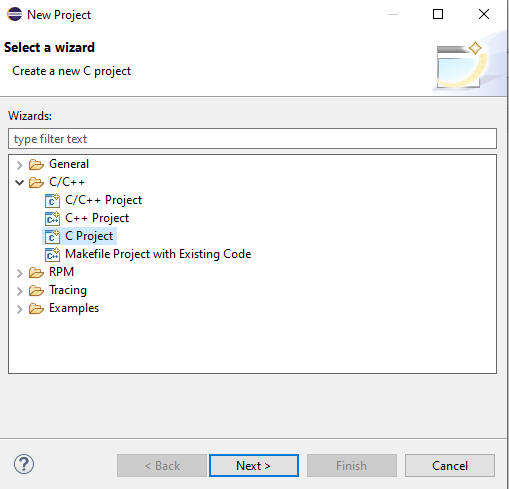 New Project
Select a wizard
Create a new C project
Wizards:
type filter text
General
C/C++
C/C++ Project
C++ Project
C Project
Makefile Project with Existing Code
RPM
Tracing
Examples
< Back
Next >
Finish
Cancel